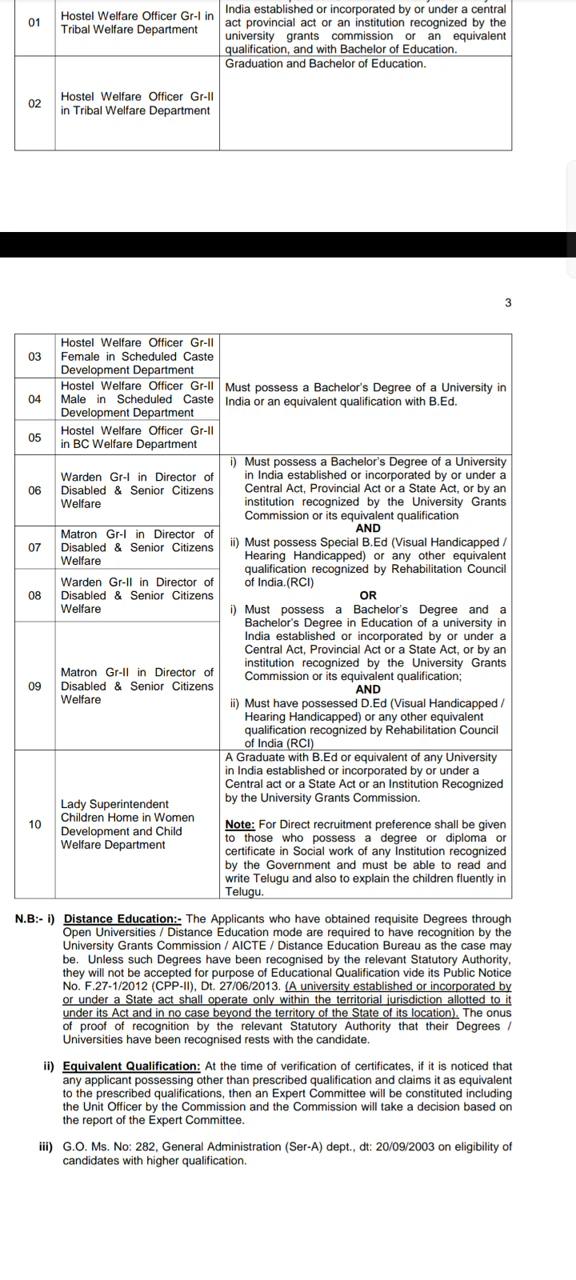 India established or incorporated by or under a central
01
Hostel Welfare Officer Gr-I in
Tribal Welfare Department
act provincial act or an institution recognized by the
university grants commission or an equivalent
qualification, and with Bachelor of Education.
02
Hostel Welfare Officer Gr-II
in Tribal Welfare Department
Graduation and Bachelor of Education.
3
03
Hostel Welfare Officer Gr-II
Female in Scheduled Caste
Development Department
04
Hostel Welfare Officer Gr-II
Male in Scheduled Caste
Development Department
05
Hostel Welfare Officer Gr-II
in BC Welfare Department
Must possess a Bachelor's Degree of a University in
India or an equivalent qualification with B.Ed.
06
Warden Gr-I in Director of
Disabled & Senior Citizens
Welfare
07
Matron Gr-I in Director of
Disabled & Senior Citizens
Welfare
08
Warden Gr-II in Director of
Disabled & Senior Citizens
Welfare
09
Matron Gr-II in Director of
Disabled & Senior Citizens
Welfare
i) Must possess a Bachelor's Degree of a University
in India established or incorporated by or under a
Central Act, Provincial Act or a State Act, or by an
institution recognized by the University Grants
Commission or its equivalent qualification
AND
ii) Must possess Special B.Ed (Visual Handicapped /
Hearing Handicapped) or any other equivalent
qualification recognized by Rehabilitation Council
of India.(RCI)
OR
i) Must possess a Bachelor's Degree and a
Bachelor's Degree in Education of a university in
India established or incorporated by or under a
Central Act, Provincial Act or a State Act, or by an
institution recognized by the University Grants
Commission or its equivalent qualification;
AND
ii) Must have possessed D.Ed (Visual Handicapped /
Hearing Handicapped) or any other equivalent
qualification recognized by Rehabilitation Council
of India (RCI)
10
Lady Superintendent
Children Home in Women
Development and Child
Welfare Department
A Graduate with B.Ed or equivalent of any University
in India established or incorporated by or under a
Central act or a State Act or an Institution Recognized
by the University Grants Commission.
Note: For Direct recruitment preference shall be given
to those who possess a degree or diploma or
certificate in Social work of any Institution recognized
by the Government and must be able to read and
write Telugu and also to explain the children fluently in
Telugu.
N.B:- i) Distance Education:- The Applicants who have obtained requisite Degrees through
Open Universities / Distance Education mode are required to have recognition by the
University Grants Commission / AICTE / Distance Education Bureau as the case may
be. Unless such Degrees have been recognised by the relevant Statutory Authority,
they will not be accepted for purpose of Educational Qualification vide its Public Notice
No. F.27-1/2012 (CPP-II), Dt. 27/06/2013. (A university established or incorporated by
or under a State act shall operate only within the territorial jurisdiction allotted to it
under its Act and in no case beyond the territory of the State of its location). The onus
of proof of recognition by the relevant Statutory Authority that their Degrees /
Universities have been recognised rests with the candidate.
ii) Equivalent Qualification: At the time of verification of certificates, if it is noticed that
any applicant possessing other than prescribed qualification and claims it as equivalent
to the prescribed qualifications, then an Expert Committee will be constituted including
the Unit Officer by the Commission and the Commission will take a decision based on
the report of the Expert Committee.
iii) G.O. Ms. No: 282, General Administration (Ser-A) dept., dt: 20/09/2003 on eligibility of
candidates with higher qualification.